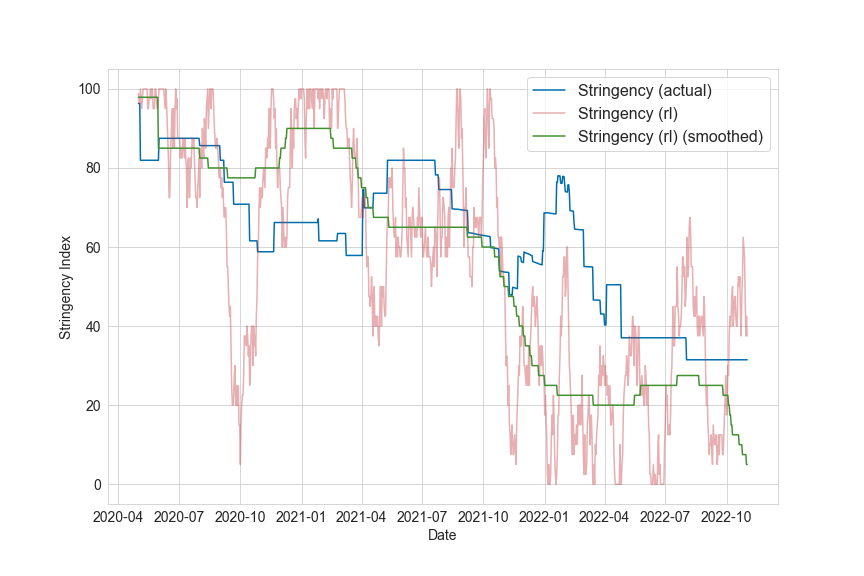 Stringency (actual)
Stringency (rl)
Stringency (rl) (smoothed)
100
80
60
40
20
0
Stringency Index
2020-04 2020-07 2020-10 2021-01 2021-04 2021-07 2021-10 2022-01 2022-04 2022-07 2022-10
Date